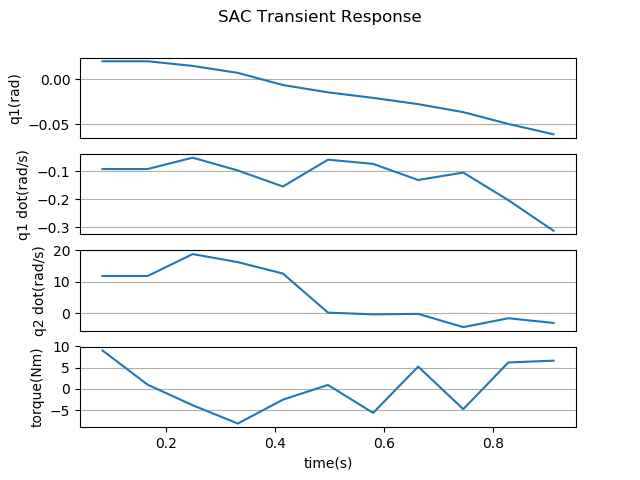 SAC Transient Response
q1(rad)
0.00
−0.05
q1 dot(rad/s)
−0.1
−0.2
−0.3
q2 dot(rad/s)
20
10
0
torque(Nm)
10
5
0
−5
0.2 0.4 0.6 0.8
time(s)